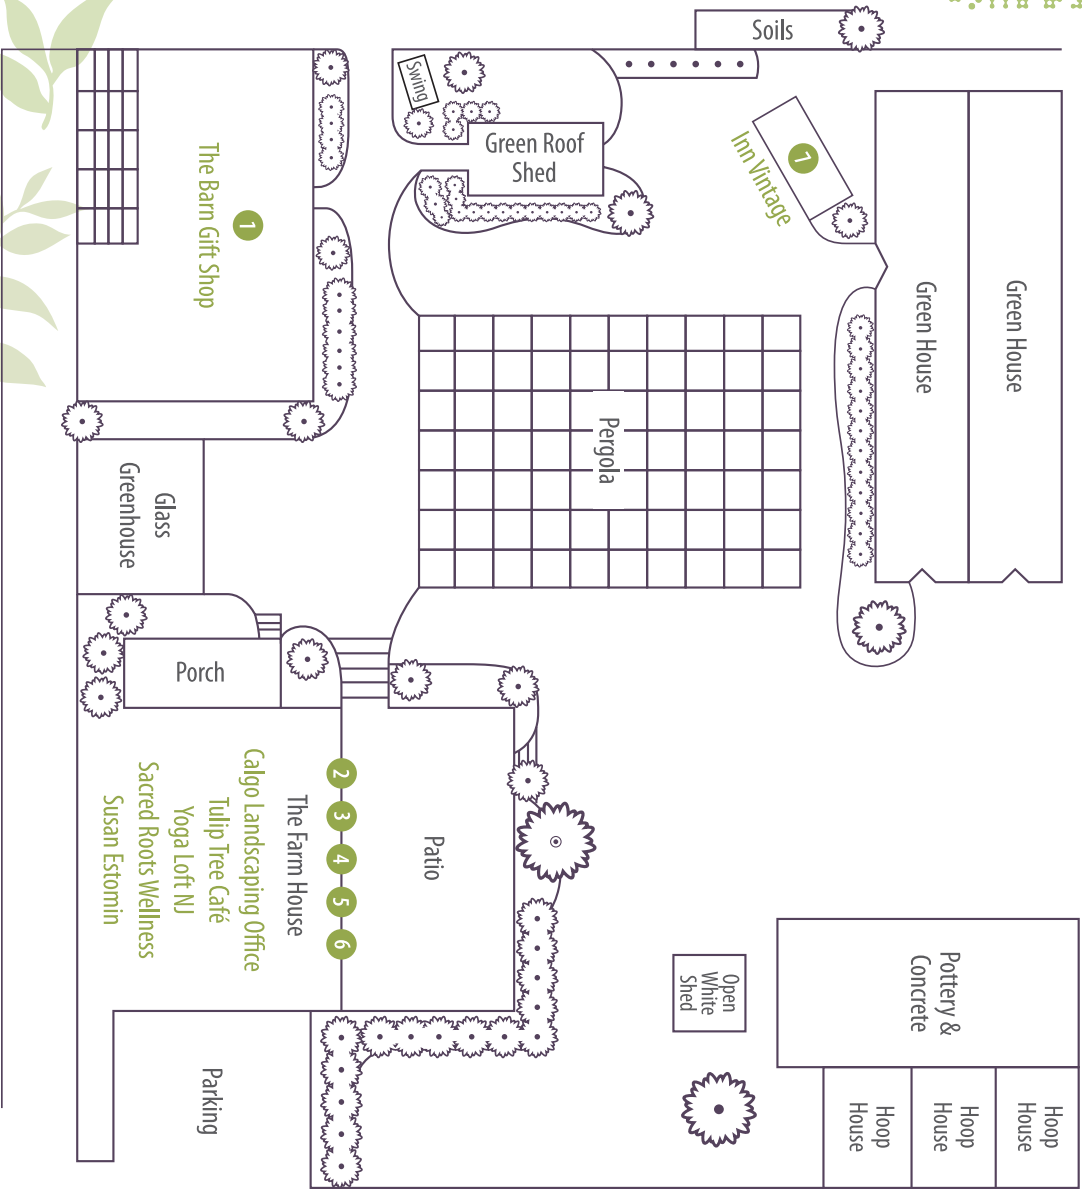 Soils
Swing
Green Roof
Shed
7
Inn Vintage
The Barn Gift Shop
1
Green House
Green House
Pergola
Glass
Greenhouse
Porch
2
3
4
5
6
The Farm House
Calgo Landscaping Office
Tulip Tree Café
Yoga Loft NJ
Sacred Roots Wellness
Susan Estomin
Patio
Open
White
Shed
Pottery &
Concrete
Parking
Hoop
House
Hoop
House
Hoop
House